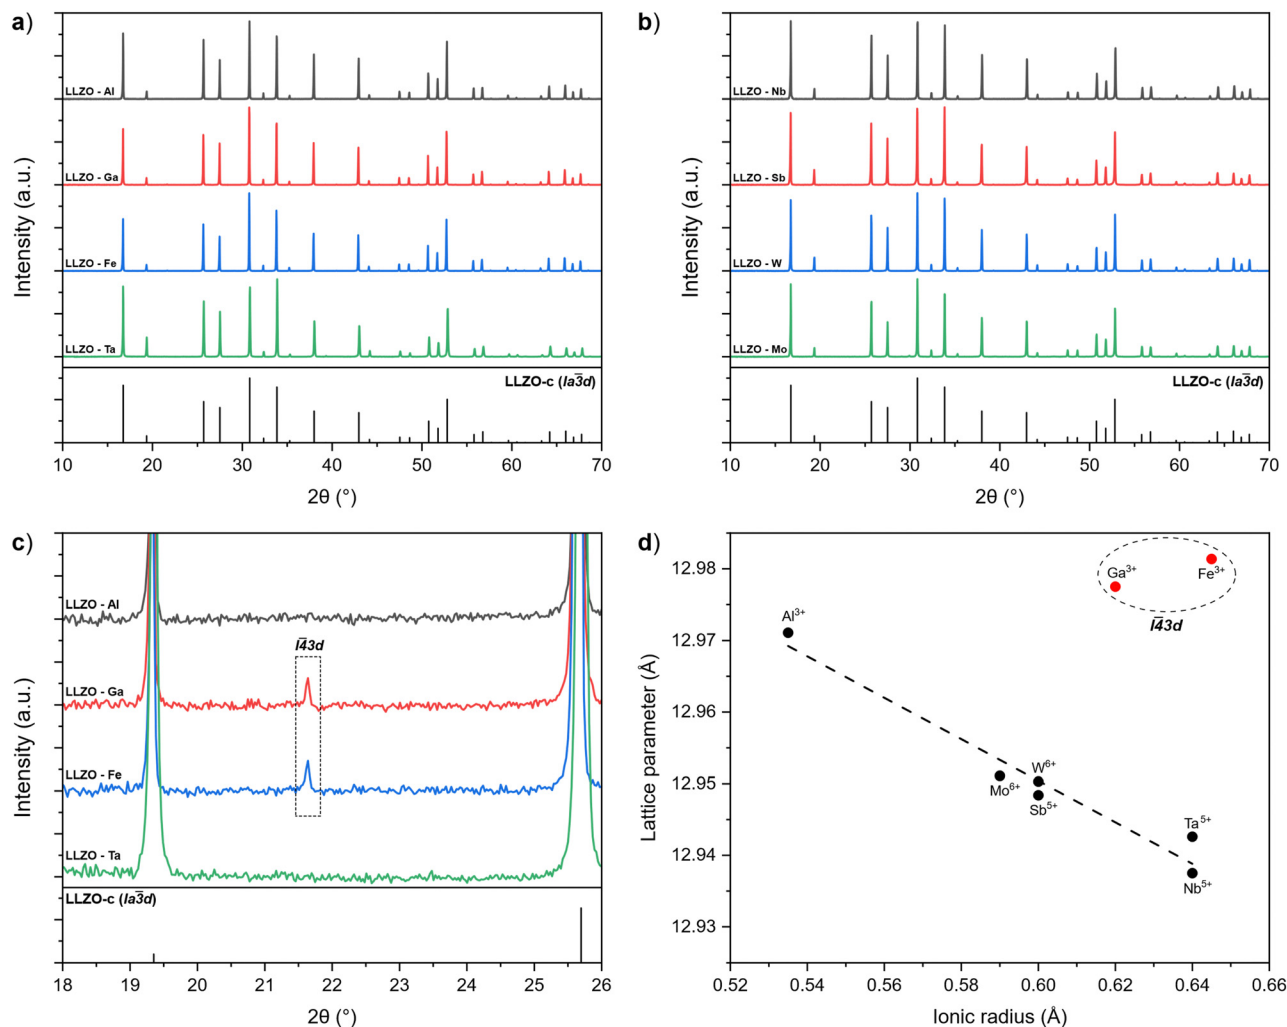 a)
Intensity (a.u.)
LLZO - Al
LLZO - Ga
LLZO - Fe
LLZO - Ta
LLZO-c (Ia3̅d)
10 20 30 40 50 60 70
2θ (°)
b)
Intensity (a.u.)
LLZO - Nb
LLZO - Sb
LLZO - W
LLZO - Mo
LLZO-c (Ia3̅d)
10 20 30 40 50 60 70
2θ (°)
c)
Intensity (a.u.)
LLZO - Al
I4̅3d
LLZO - Ga
LLZO - Fe
LLZO - Ta
LLZO-c (Ia3̅d)
18 19 20 21 22 23 24 25 26
2θ (°)
d)
Lattice parameter (Å)
12.98
12.97
12.96
12.95
12.94
12.93
Ga³⁺
Fe³⁺
I4̅3d
Al³⁺
W⁶⁺
Mo⁶⁺
Sb⁵⁺
Ta⁵⁺
Nb⁵⁺
0.52 0.54 0.56 0.58 0.60 0.62 0.64 0.66
Ionic radius (Å)